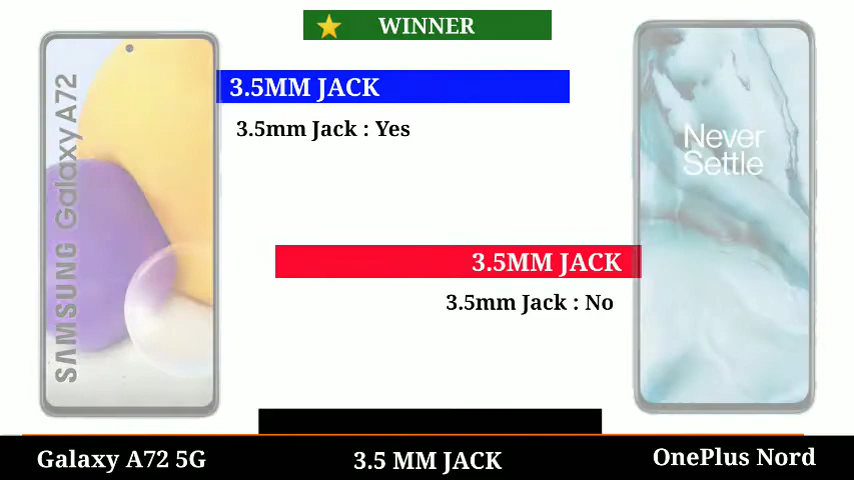 WINNER
3.5MM JACK
3.5mm Jack : Yes
SAMSUNG Galaxy A72
Never
Settle
3.5MM JACK
3.5mm Jack : No
Galaxy A72 5G
3.5 MM JACK
OnePlus Nord